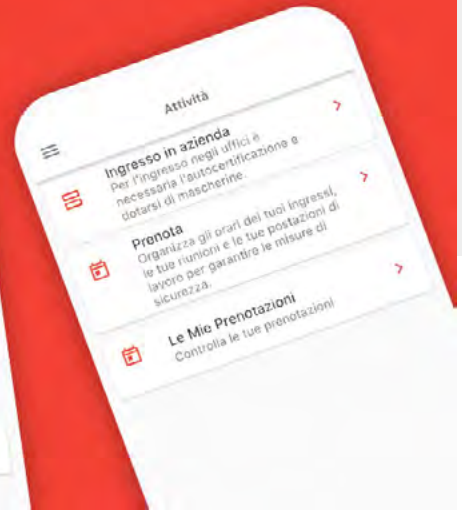 Attività
Ingresso in azienda
Per l'ingresso negli uffici è
necessaria l'autocertificazione e
dotarsi di mascherine.
Prenota
Organizza gli orari dei tuoi ingressi,
le tue riunioni e le tue postazioni di
lavoro per garantire le misure di
sicurezza.
Le Mie Prenotazioni
Controlla le tue prenotazioni